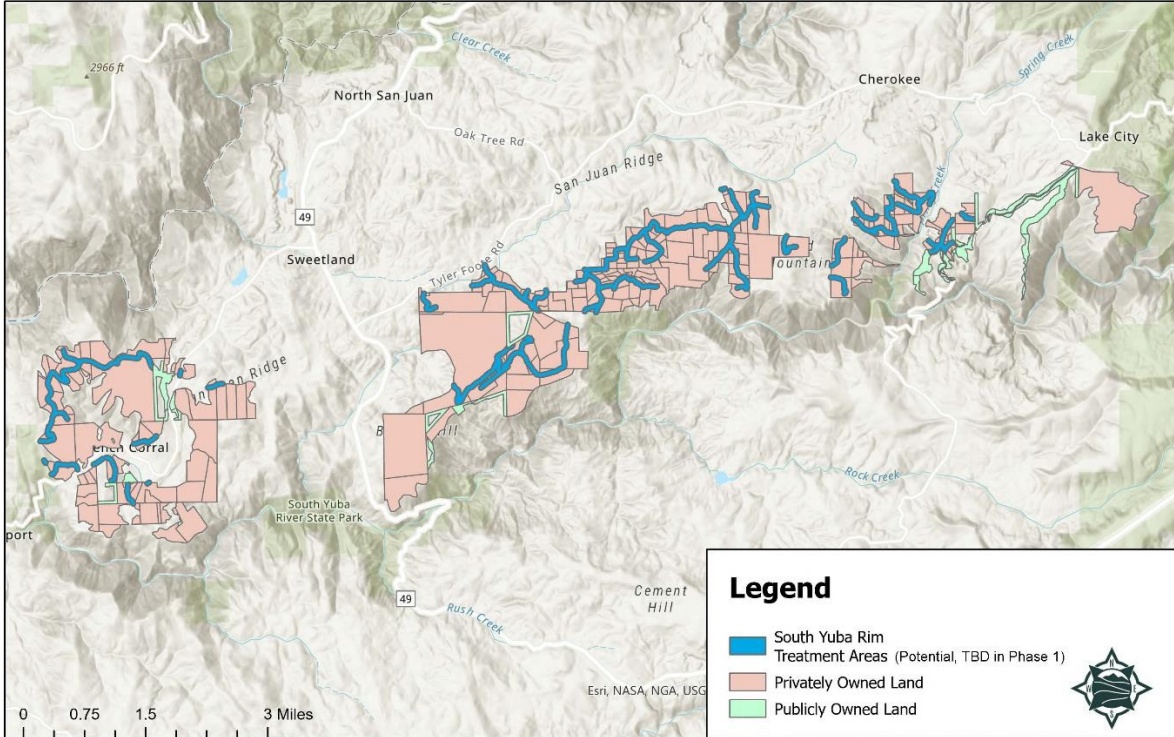 Clear Creek
2966 ft
Spring Creek
Cherokee
North San Juan
Oak Tree Rd
Lake City
San Juan Ridge
Creek
49
Sweetland
Tyler Foote Rd
ountain
Ridge
Corral
Hill
Rock Creek
South Yuba
River State Park
port
49
Rush Creek
Cement
Hill
Esri, NASA, NGA, USG
Legend
South Yuba Rim
Treatment Areas (Potential, TBD in Phase 1)
Privately Owned Land
Publicly Owned Land
N
W
E
S
0 0.75 1.5 3 Miles